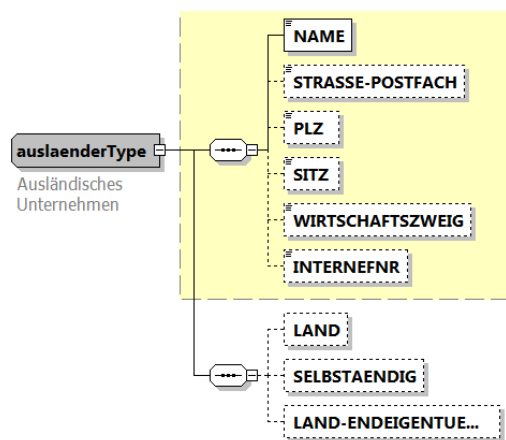 NAME
STRASSE-POSTFACH
PLZ
auslaenderType
SITZ
Ausländisches
Unternehmen
WIRTSCHAFTSZWEIG
INTERNEFNR
LAND
SELBSTAENDIG
LAND-ENDEIGENTUE...